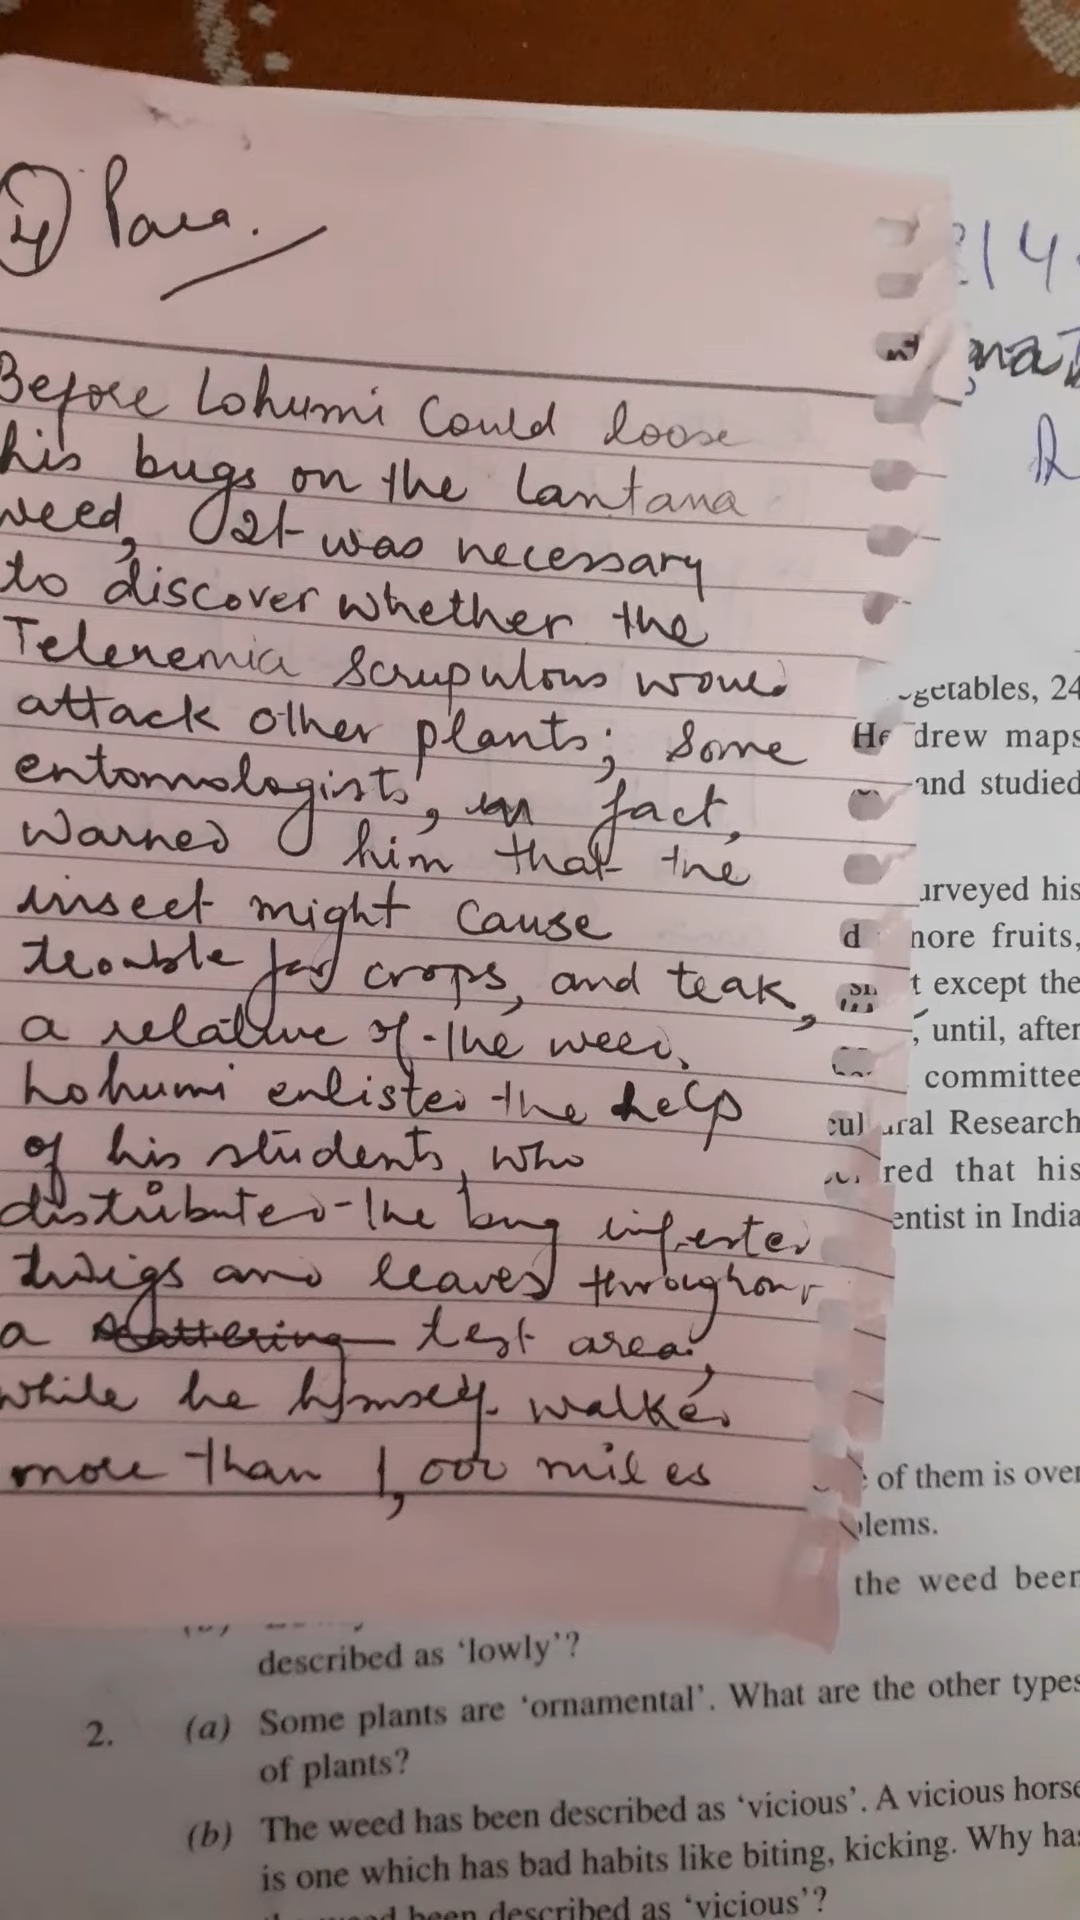 4 Para.
214
Before Lohumi Could loose
his bugs on the Lantana
weed, It was necessary
to discover whether the
Telenemia Scrupulous would
attack other plants; Some
entomologists, in fact,
warned him that the
insect might cause
trouble for crops, and teak,
a relative of the weed.
Lohumi enlisted the help
of his students, who
distributed the bug infested
twigs and leaves throughout
a scattering test area,
while he himself walked
more than 1,000 miles
getables, 24
He drew maps
and studied
urveyed his
d more fruits,
t except the
, until, after
committee
cul ural Research
red that his
entist in India
of them is over
lems.
the weed been
described as ‘lowly’?
2. (a) Some plants are ‘ornamental’. What are the other types
of plants?
(b) The weed has been described as ‘vicious’. A vicious horse
is one which has bad habits like biting, kicking. Why has
been described as ‘vicious’?